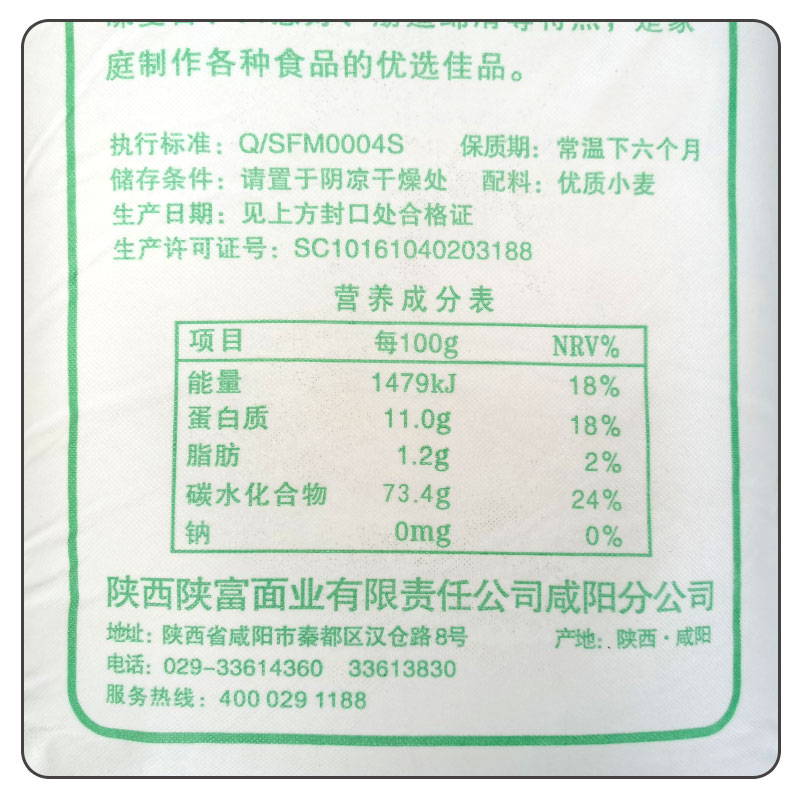 庭制作各种食品的优选佳品。
执行标准：Q/SFM0004S 保质期：常温下六个月
储存条件：请置于阴凉干燥处 配料：优质小麦
生产日期：见上方封口处合格证
生产许可证号：SC10161040203188
营养成分表
项目 每100g NRV%
能量 1479kJ 18%
蛋白质 11.0g 18%
脂肪 1.2g 2%
碳水化合物 73.4g 24%
钠 0mg 0%
陕西陕富面业有限责任公司咸阳分公司
地址：陕西省咸阳市秦都区汉仓路8号 产地：陕西·咸阳
电话：029-33614360 33613830
服务热线：400 029 1188